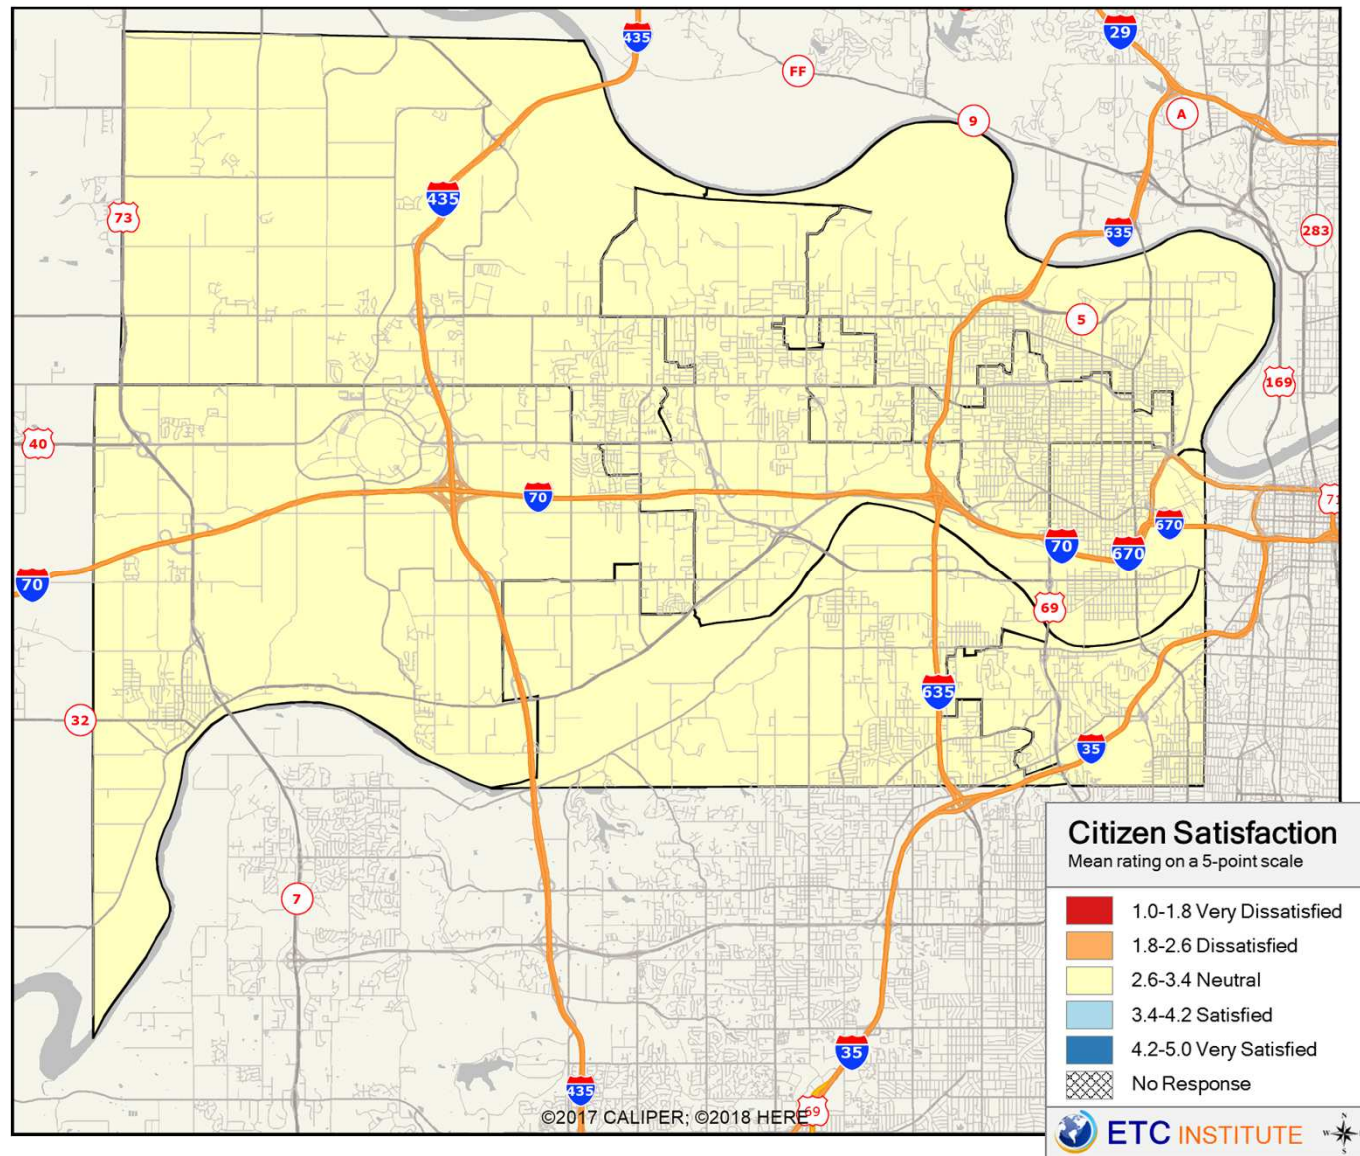 435
29
FF
9
A
435
73
635
283
5
169
40
70
71
670
70
670
70
69
635
32
35
7
35
435
69
©2017 CALIPER; ©2018 HERE
Citizen Satisfaction
Mean rating on a 5-point scale
1.0-1.8 Very Dissatisfied
1.8-2.6 Dissatisfied
2.6-3.4 Neutral
3.4-4.2 Satisfied
4.2-5.0 Very Satisfied
No Response
ETC INSTITUTE
N
W
S